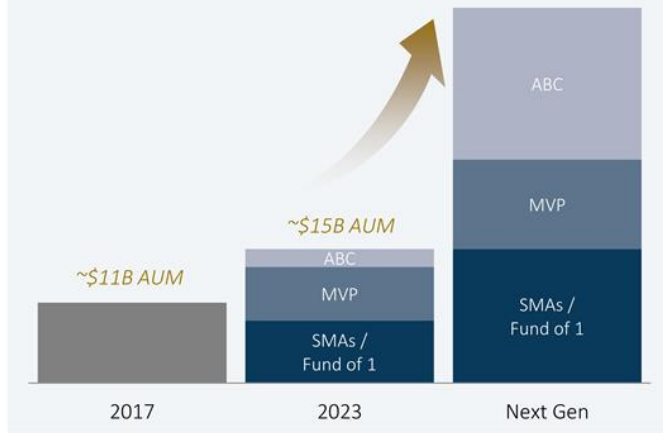 ABC
MVP
SMAs /
Fund of 1
~$15B AUM
ABC
MVP
SMAs /
Fund of 1
~$11B AUM
2017
2023
Next Gen